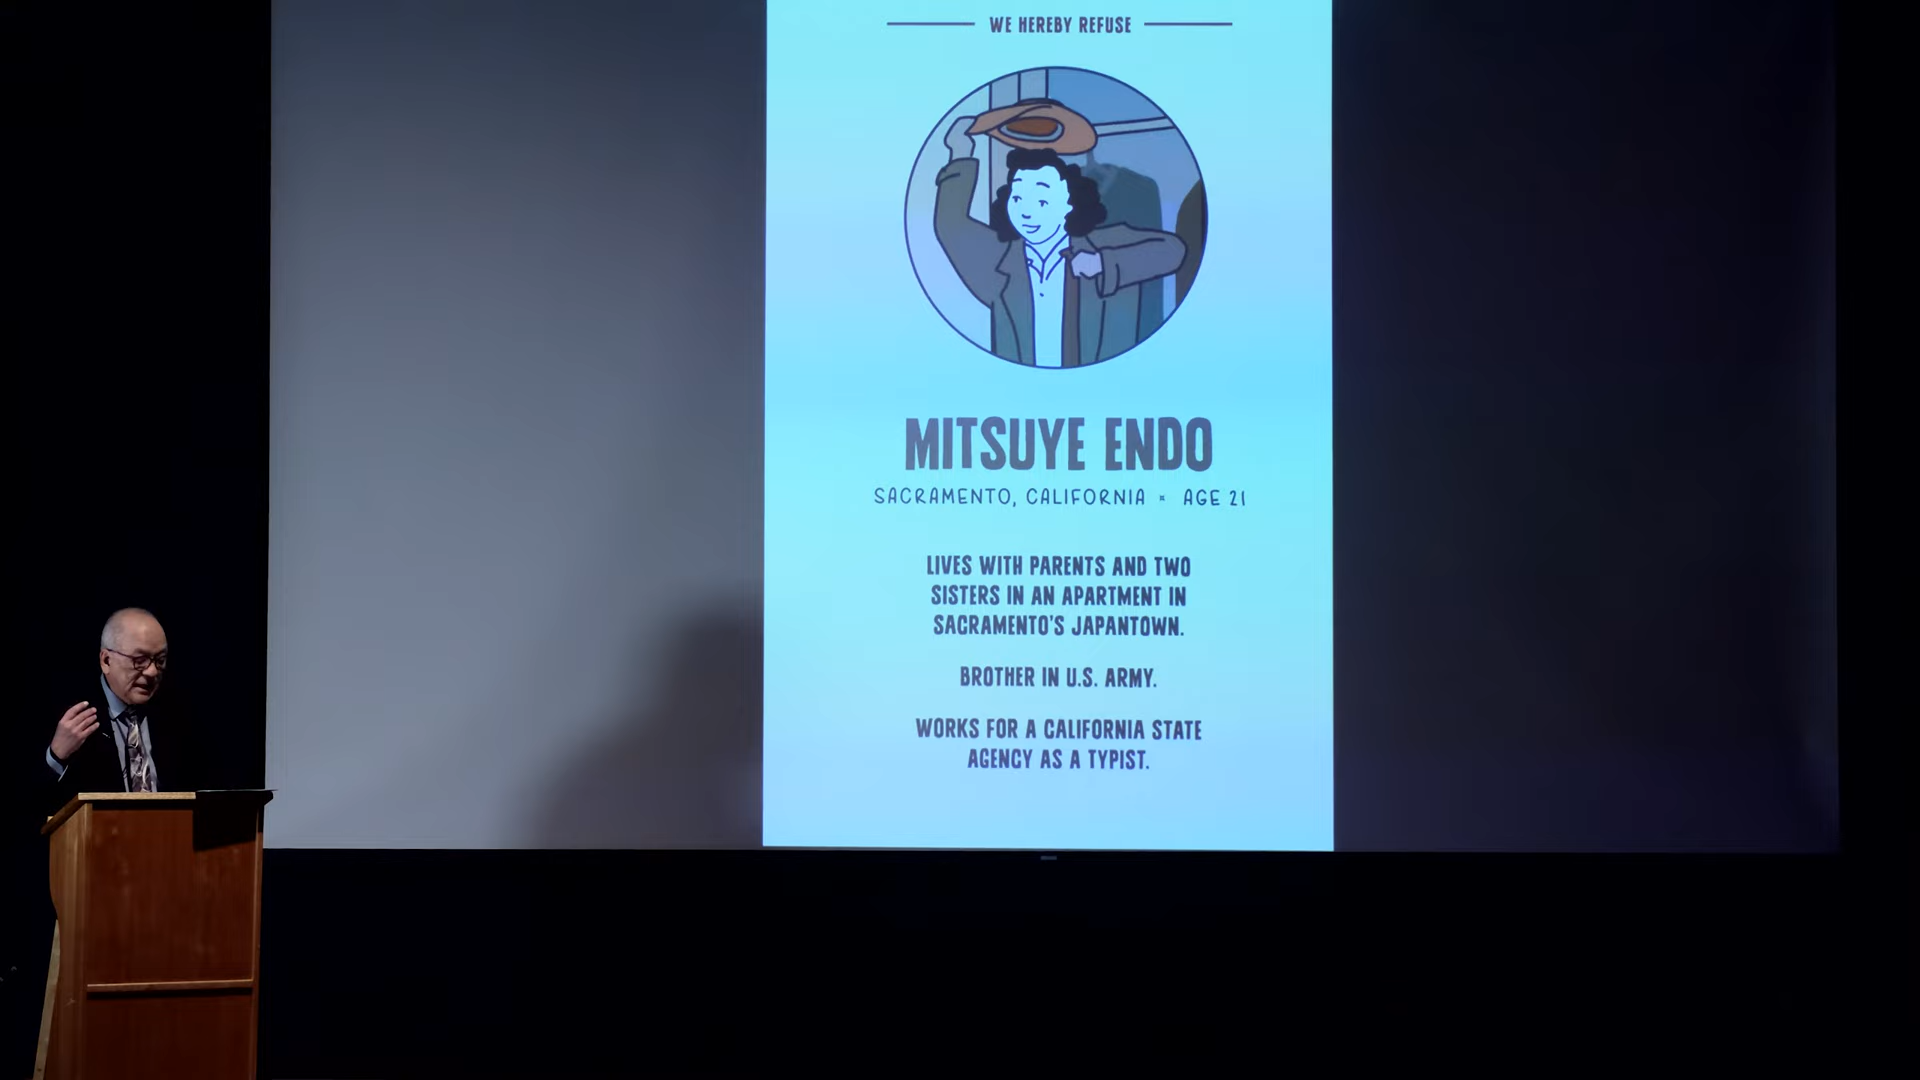 WE HEREBY REFUSE
MITSUYE ENDO
SACRAMENTO, CALIFORNIA × AGE 21
LIVES WITH PARENTS AND TWO
SISTERS IN AN APARTMENT IN
SACRAMENTO'S JAPANTOWN.
BROTHER IN U.S. ARMY.
WORKS FOR A CALIFORNIA STATE
AGENCY AS A TYPIST.